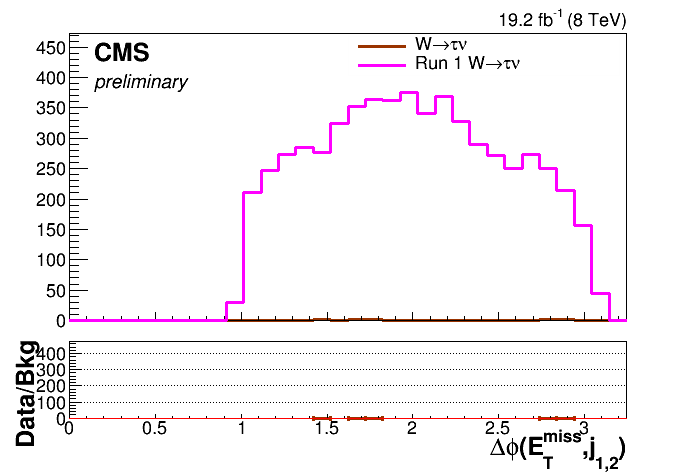 19.2 fb-1 (8 TeV)
CMS
preliminary
W→τν
Run 1 W→τν
450
400
350
300
250
200
150
100
50
0
Data/Bkg
400
300
200
100
0
0 0.5 1 1.5 2 2.5 3
Δϕ(E_T^miss,j_1,2)